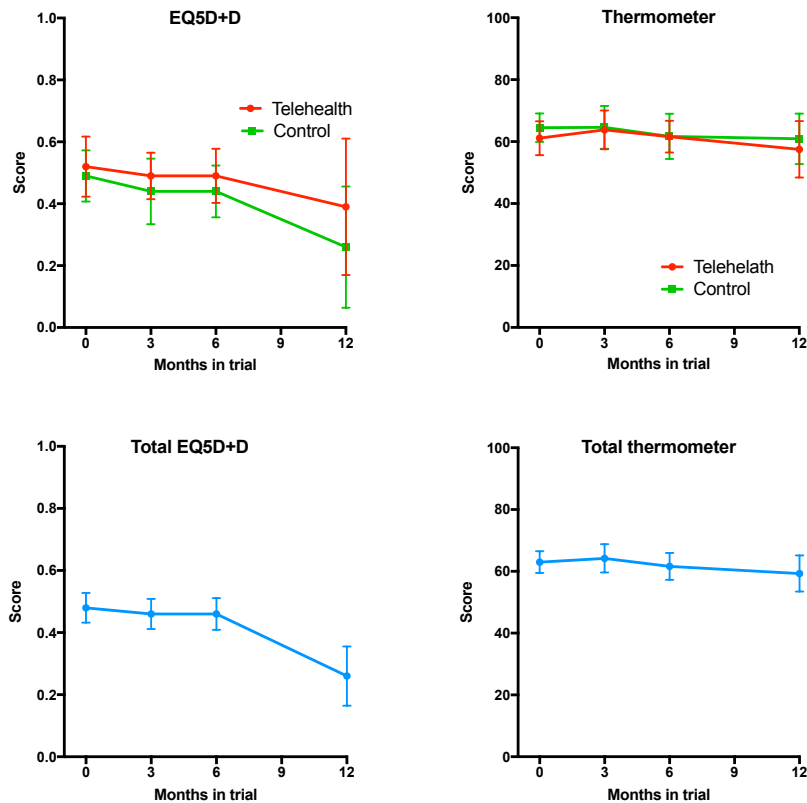 EQ5D+D
1.0
0.8
0.6
0.4
0.2
0.0
Score
Telehealth
Control
0 3 6 9 12
Months in trial
Thermometer
100
80
60
40
20
0
Score
Telehelath
Control
0 3 6 9 12
Months in trial
Total EQ5D+D
1.0
0.8
0.6
0.4
0.2
0.0
Score
0 3 6 9 12
Months in trial
Total thermometer
100
80
60
40
20
0
Score
0 3 6 9 12
Months in trial